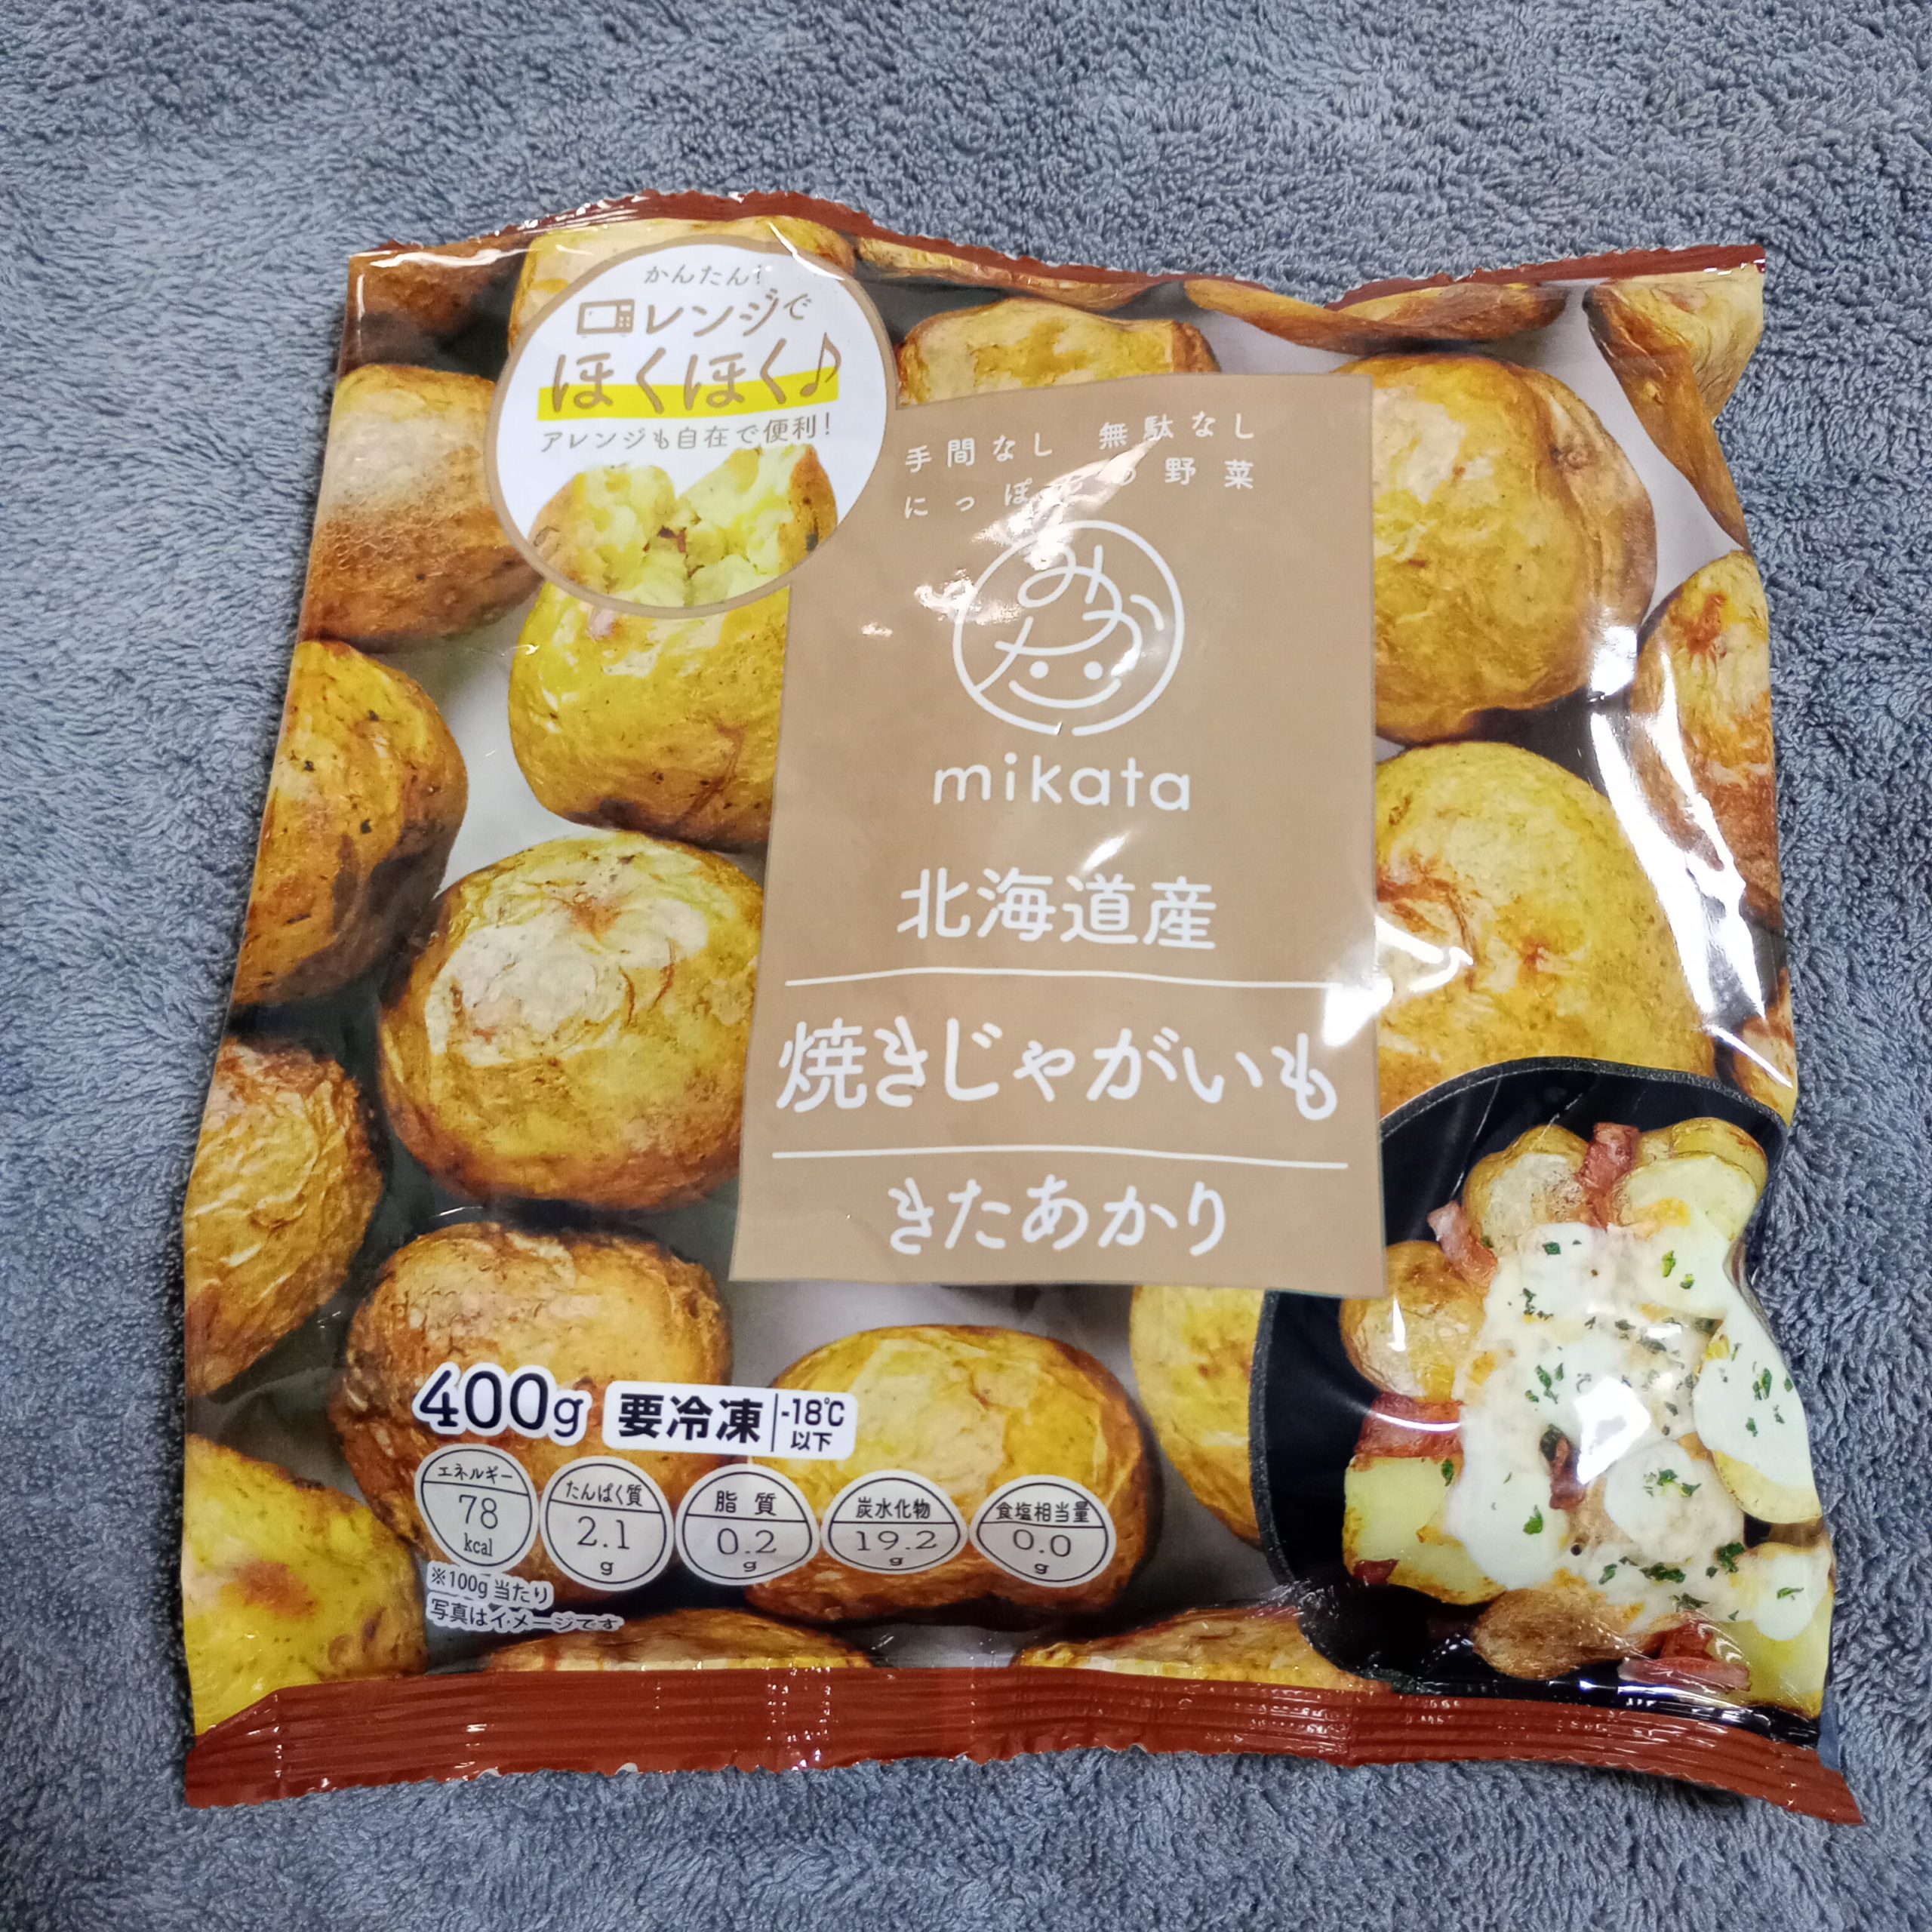 かんたん!
レンジで
ほくほく♪
アレンジも自在で便利!
手間なし 無駄なし
にっぽんの野菜
みかた
mikata
北海道産
焼きじゃがいも
きたあかり
400g 要冷凍 -18℃以下
エネルギー 78 kcal
たんぱく質 2.1 g
脂質 0.2 g
炭水化物 19.2 g
食塩相当量 0.0 g
※100g当たり
写真はイメージです